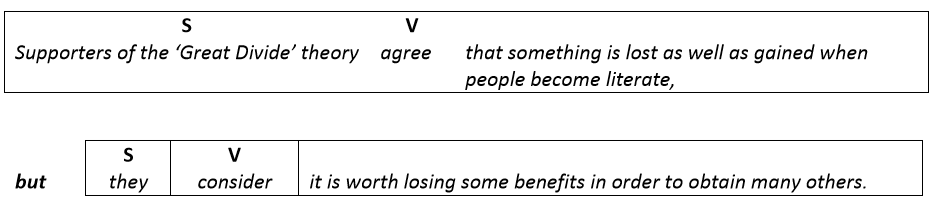 S V
Supporters of the ‘Great Divide’ theory agree that something is lost as well as gained when
people become literate,
S V
but they consider it is worth losing some benefits in order to obtain many others.